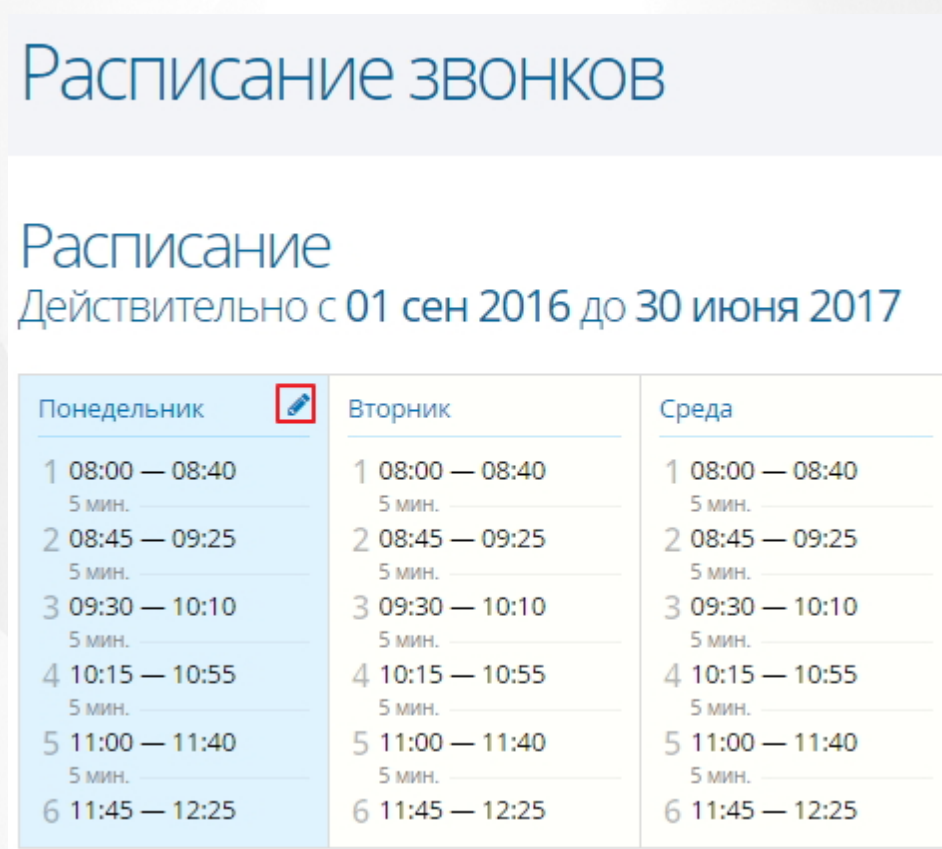 Расписание звонков
Расписание
Действительно с 01 сен 2016 до 30 июня 2017
Понедельник
1 08:00 — 08:40
5 мин.
2 08:45 — 09:25
5 мин.
3 09:30 — 10:10
5 мин.
4 10:15 — 10:55
5 мин.
5 11:00 — 11:40
5 мин.
6 11:45 — 12:25
Вторник
1 08:00 — 08:40
5 мин.
2 08:45 — 09:25
5 мин.
3 09:30 — 10:10
5 мин.
4 10:15 — 10:55
5 мин.
5 11:00 — 11:40
5 мин.
6 11:45 — 12:25
Среда
1 08:00 — 08:40
5 мин.
2 08:45 — 09:25
5 мин.
3 09:30 — 10:10
5 мин.
4 10:15 — 10:55
5 мин.
5 11:00 — 11:40
5 мин.
6 11:45 — 12:25